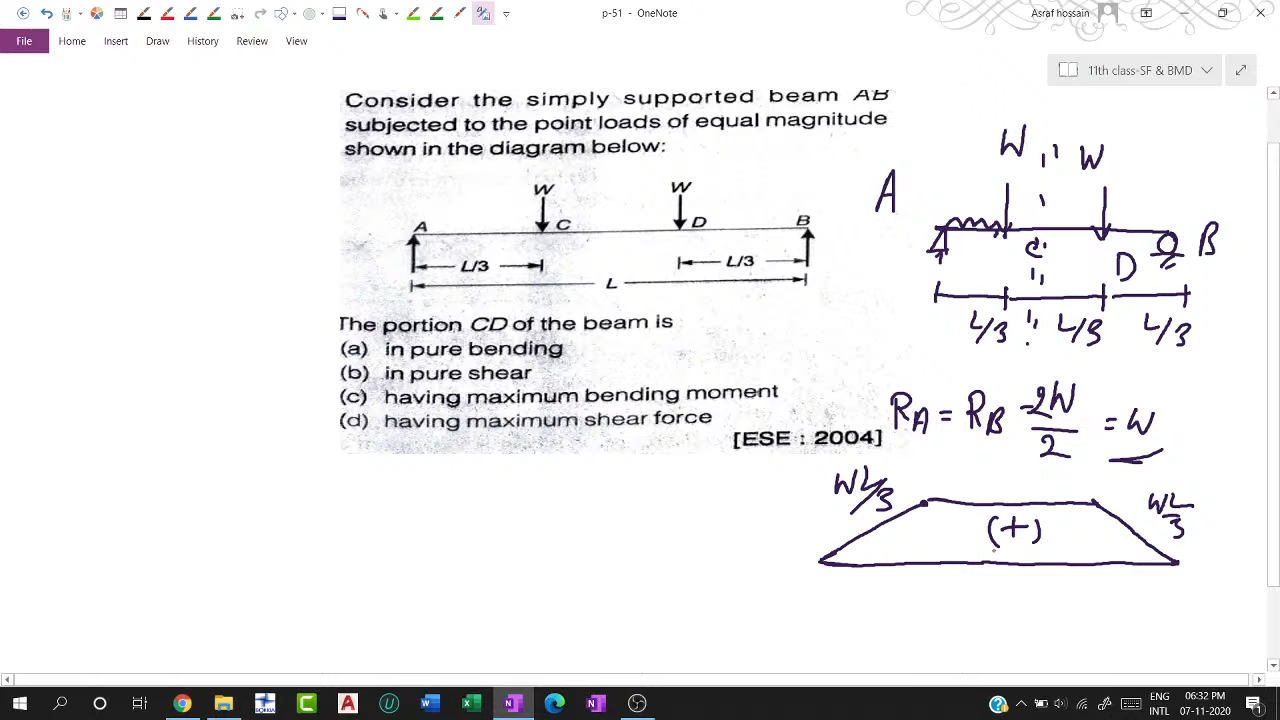 p-51 - OneNote
Asraf hossain
File Home Insert Draw History Review View
11th class-SF & BMD
Consider the simply supported beam AB
subjected to the point loads of equal magnitude
shown in the diagram below:
W W
A C D B
L/3 L/3
L
The portion CD of the beam is
(a) in pure bending
(b) in pure shear
(c) having maximum bending moment
(d) having maximum shear force
[ESE : 2004]
W W
A B
C D
L/3 L/3 L/3
RA = RB = 2W/2 = W
WL/3 WL/3
(+)
ENG 06:32 PM
INTL 07-11-2020